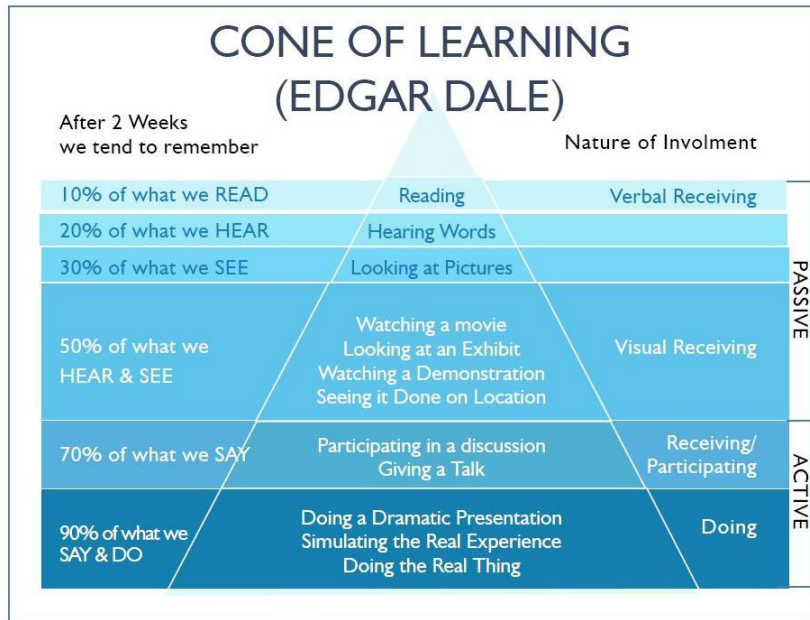 CONE OF LEARNING
(EDGAR DALE)
After 2 Weeks
we tend to remember
Nature of Involment
10% of what we READ
Reading
Verbal Receiving
20% of what we HEAR
Hearing Words
30% of what we SEE
Looking at Pictures
50% of what we
HEAR & SEE
Watching a movie
Looking at an Exhibit
Watching a Demonstration
Seeing it Done on Location
Visual Receiving
PASSIVE
70% of what we SAY
Participating in a discussion
Giving a Talk
Receiving/
Participating
90% of what we
SAY & DO
Doing a Dramatic Presentation
Simulating the Real Experience
Doing the Real Thing
Doing
ACTIVE